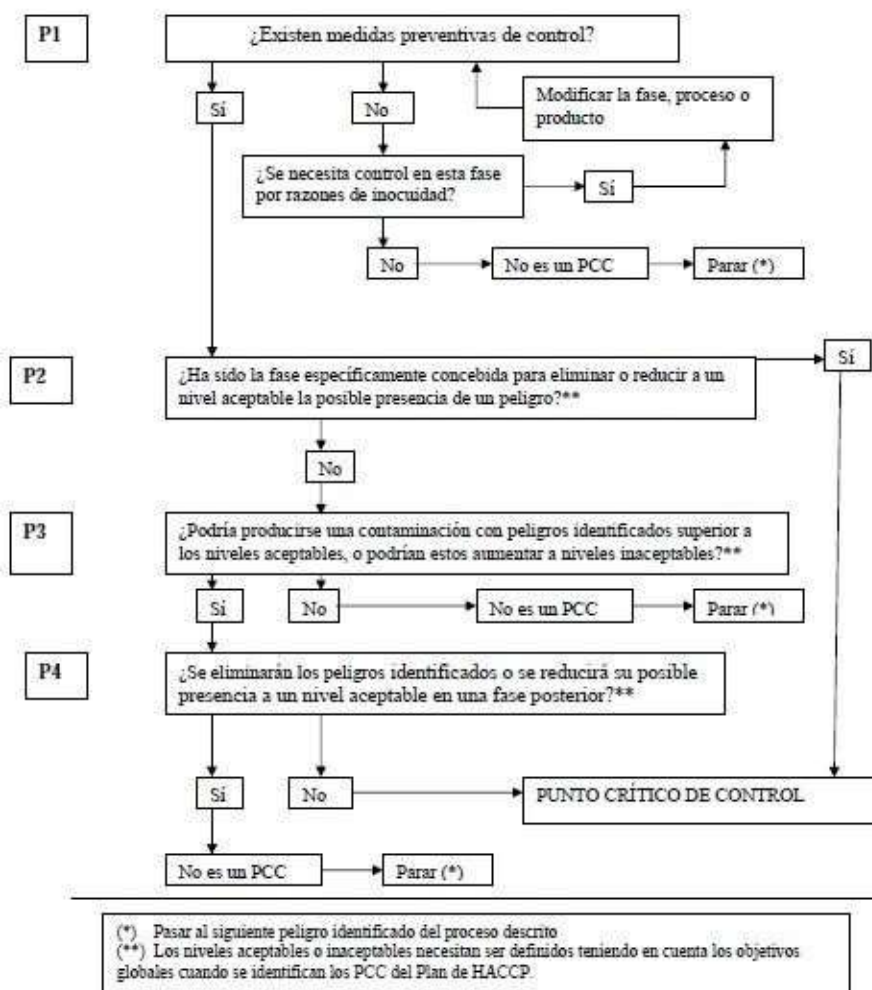 P1
¿Existen medidas preventivas de control?
Sí
No
Modificar la fase, proceso o
producto
¿Se necesita control en esta fase
por razones de inocuidad?
Sí
No
No es un PCC
Parar (*)
P2
¿Ha sido la fase específicamente concebida para eliminar o reducir a un
nivel aceptable la posible presencia de un peligro?**
Sí
No
P3
¿Podría producirse una contaminación con peligros identificados superior a
los niveles aceptables, o podrían estos aumentar a niveles inaceptables?**
Sí
No
No es un PCC
Parar (*)
P4
¿Se eliminarán los peligros identificados o se reducirá su posible
presencia a un nivel aceptable en una fase posterior?**
Sí
No
PUNTO CRÍTICO DE CONTROL
No es un PCC
Parar (*)
(*) Pasar al siguiente peligro identificado del proceso descrito
(**) Los niveles aceptables o inaceptables necesitan ser definidos teniendo en cuenta los objetivos
globales cuando se identifican los PCC del Plan de HACCP.